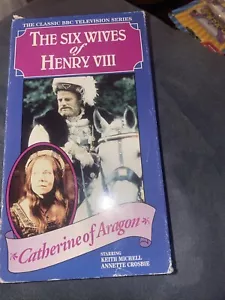 THE CLASSIC BBC TELEVISION SERIES
THE SIX WIVES
of
HENRY VIII
Catherine of Aragon
STARRING
KEITH MICHELL
ANNETTE CROSBIE